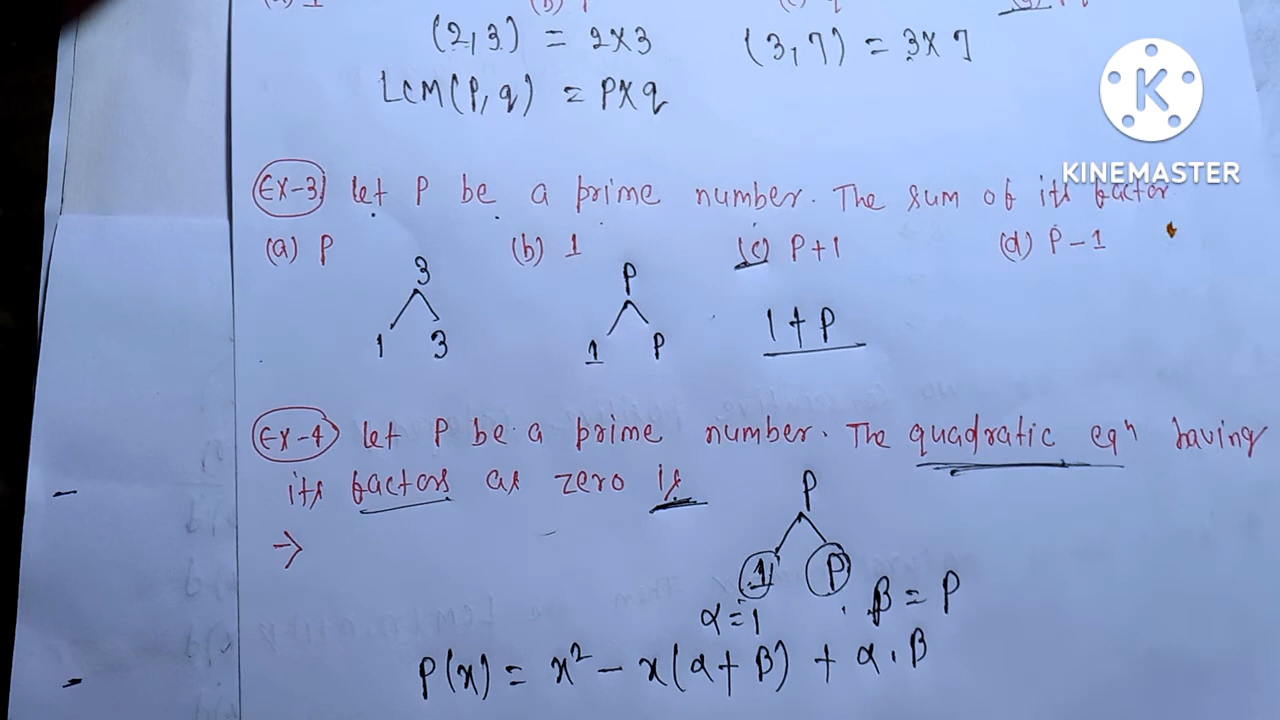 (2,3) = 2×3 (3,7) = 3×7
LCM(P,q) = P×q
K
KINEMASTER
Ex-3 Let P be a prime number. The sum of its factor
(a) P (b) 1 (c) P+1 (d) P-1
3 P
1 3 1 P 1+P
Ex-4 Let P be a prime number. The quadratic eqⁿ having
its factors as zero is
→ P
1 P
α=1 β=P
P(x) = x² - x(α+β) + α.β